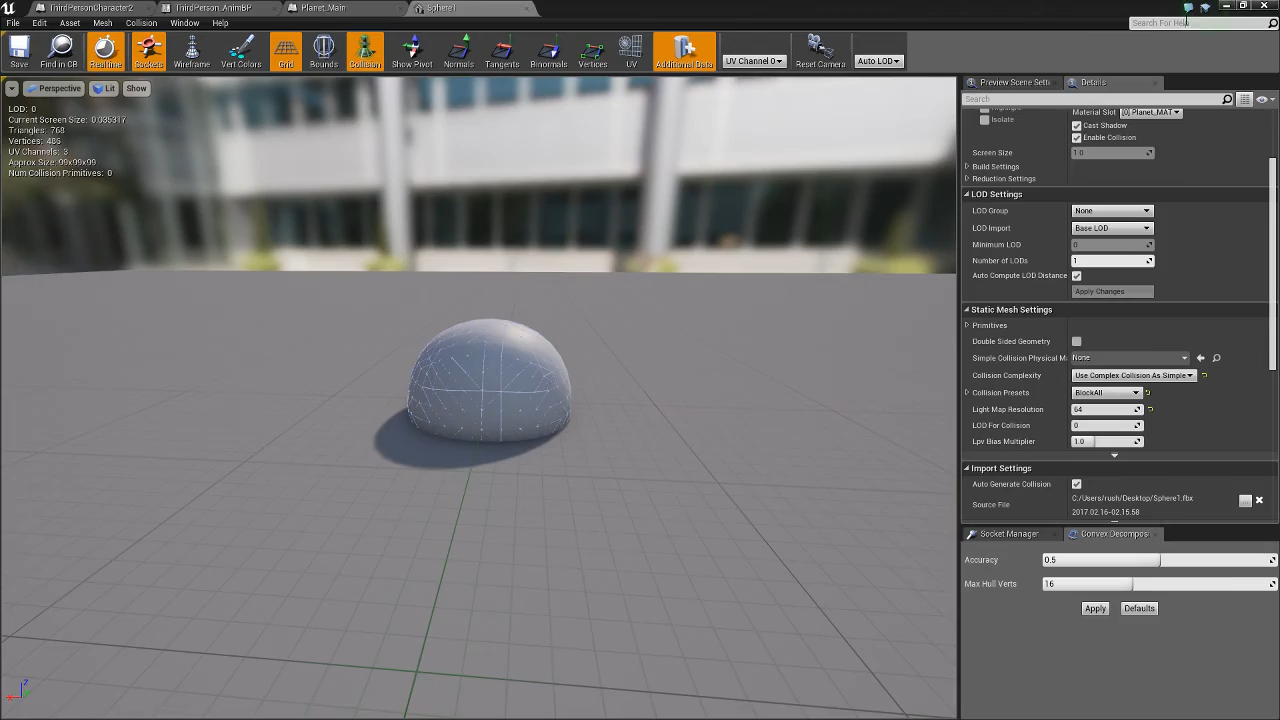 ThirdPersonCharacter2
ThirdPerson_AnimBP
Planet_Main
Sphere1
File Edit Asset Mesh Collision Window Help
Search For Help
Save
Find in CB
Realtime
Sockets
Wireframe
Vert Colors
Grid
Bounds
Collision
Show Pivot
Normals
Tangents
Binormals
Vertices
UV
Additional Data
UV Channel 0
Reset Camera
Auto LOD
Perspective
Lit
Show
LOD: 0
Current Screen Size: 0.035317
Triangles: 768
Vertices: 486
UV Channels: 3
Approx Size: 99x99x99
Num Collision Primitives: 0
Preview Scene Setti
Details
Search
Isolate
Material Slot [0] Planet_MAT
Cast Shadow
Enable Collision
Screen Size 1.0
Build Settings
Reduction Settings
LOD Settings
LOD Group None
LOD Import Base LOD
Minimum LOD 0
Number of LODs 1
Auto Compute LOD Distance
Apply Changes
Static Mesh Settings
Primitives
Double Sided Geometry
Simple Collision Physical M None
Collision Complexity Use Complex Collision As Simple
Collision Presets BlockAll
Light Map Resolution 64
LOD For Collision 0
Lpv Bias Multiplier 1.0
Import Settings
Auto Generate Collision
Source File C:/Users/rush/Desktop/Sphere1.fbx
2017.02.16-02.15.58
Socket Manager
Convex Decomposi
Accuracy 0.5
Max Hull Verts 16
Apply
Defaults
Z
X